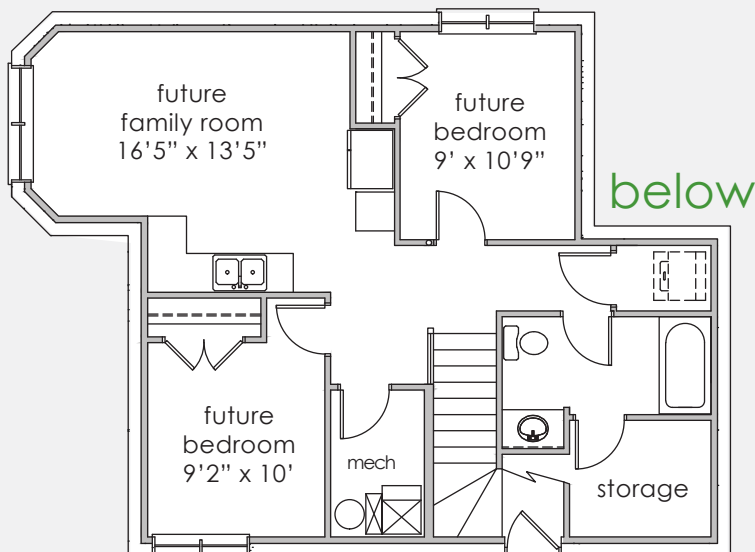 future
family room
16'5” x 13'5”
future
bedroom
9' x 10'9”
below
future
bedroom
9'2” x 10'
mech
storage